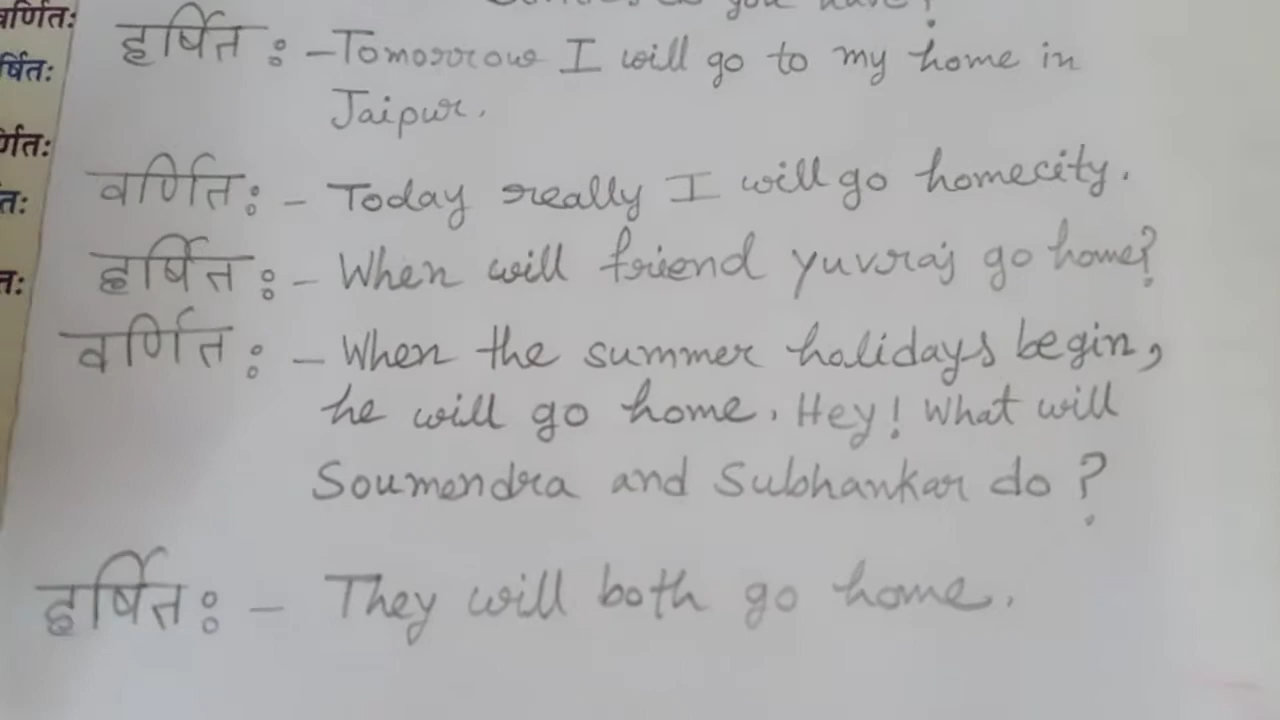 र्णितः
र्षितः
र्णितः
तः
तः
you have?
हर्षितः -Tomorrow I will go to my home in
Jaipur.
वर्णितः - Today really I will go homecity.
हर्षितः - When will friend yuvraj go home?
वर्णितः - When the summer holidays begin,
he will go home. Hey! What will
Soumendra and Subhankar do ?
हर्षितः - They will both go home.